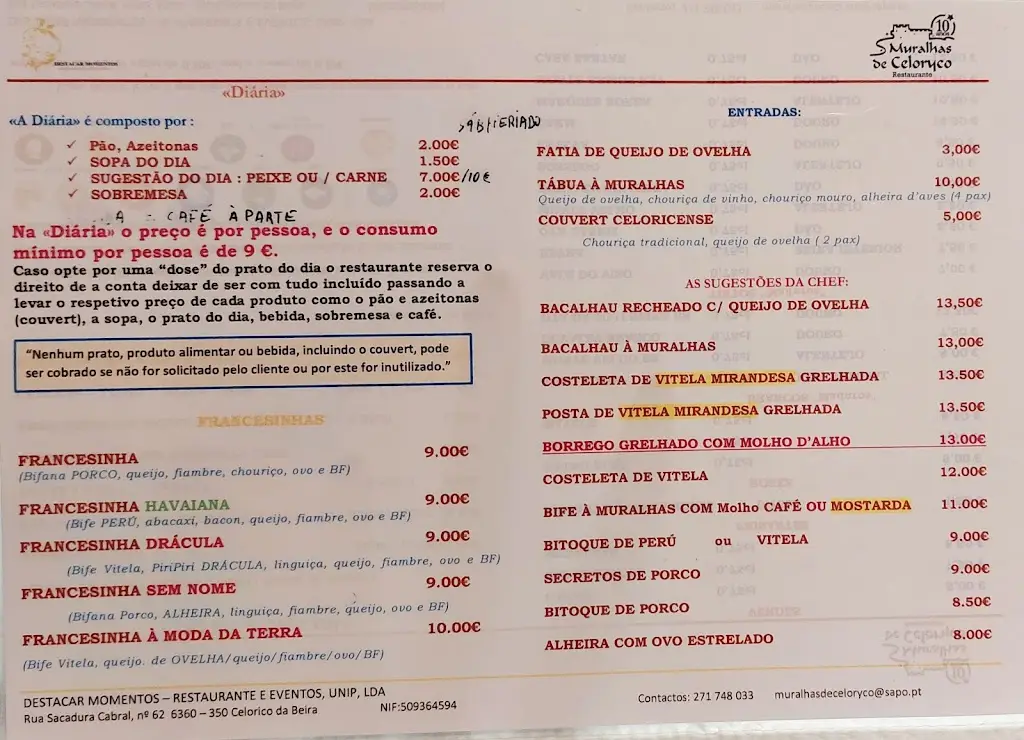 DESTACAR MOMENTOS
10
anos
S Muralhas
de Celoryco
Restaurante
«Diária»
«A Diária» é composto por :
SÁB/FERIADO
✓ Pão, Azeitonas 2.00€
✓ SOPA DO DIA 1.50€
✓ SUGESTÃO DO DIA : PEIXE OU / CARNE 7.00€/10€
✓ SOBREMESA 2.00€
CAFÉ À PARTE
Na «Diária» o preço é por pessoa, e o consumo
mínimo por pessoa é de 9 €.
Caso opte por uma “dose” do prato do dia o restaurante reserva o
direito de a conta deixar de ser com tudo incluído passando a
levar o respetivo preço de cada produto como o pão e azeitonas
(couvert), a sopa, o prato do dia, bebida, sobremesa e café.
“Nenhum prato, produto alimentar ou bebida, incluindo o couvert, pode
ser cobrado se não for solicitado pelo cliente ou por este for inutilizado.”
FRANCESINHAS
FRANCESINHA 9.00€
(Bifana PORCO, queijo, fiambre, chouriço, ovo e BF)
FRANCESINHA HAVAIANA 9.00€
(Bife PERÚ, abacaxi, bacon, queijo, fiambre, ovo e BF)
FRANCESINHA DRÁCULA 9.00€
(Bife Vitela, PiriPiri DRÁCULA, linguiça, queijo, fiambre, ovo e BF)
FRANCESINHA SEM NOME 9.00€
(Bifana Porco, ALHEIRA, linguiça, fiambre, queijo, ovo e BF)
FRANCESINHA À MODA DA TERRA 10.00€
(Bife Vitela, queijo. de OVELHA/queijo/fiambre/ovo/BF)
ENTRADAS:
FATIA DE QUEIJO DE OVELHA 3,00€
TÁBUA À MURALHAS 10,00€
Queijo de ovelha, chouriça de vinho, chouriço mouro, alheira d'aves (4 pax)
COUVERT CELORICENSE 5,00€
Chouriça tradicional, queijo de ovelha ( 2 pax)
AS SUGESTÕES DA CHEF:
BACALHAU RECHEADO C/ QUEIJO DE OVELHA 13,50€
BACALHAU À MURALHAS 13,00€
COSTELETA DE VITELA MIRANDESA GRELHADA 13.50€
POSTA DE VITELA MIRANDESA GRELHADA 13.50€
BORREGO GRELHADO COM MOLHO D'ALHO 13.00€
COSTELETA DE VITELA 12.00€
BIFE À MURALHAS COM Molho CAFÉ OU MOSTARDA 11.00€
BITOQUE DE PERÚ ou VITELA 9.00€
SECRETOS DE PORCO 9.00€
BITOQUE DE PORCO 8.50€
ALHEIRA COM OVO ESTRELADO 8.00€
DESTACAR MOMENTOS – RESTAURANTE E EVENTOS, UNIP, LDA
Rua Sacadura Cabral, nº 62 6360 – 350 Celorico da Beira NIF:509364594
Contactos: 271 748 033 muralhasdeceloryco@sapo.pt